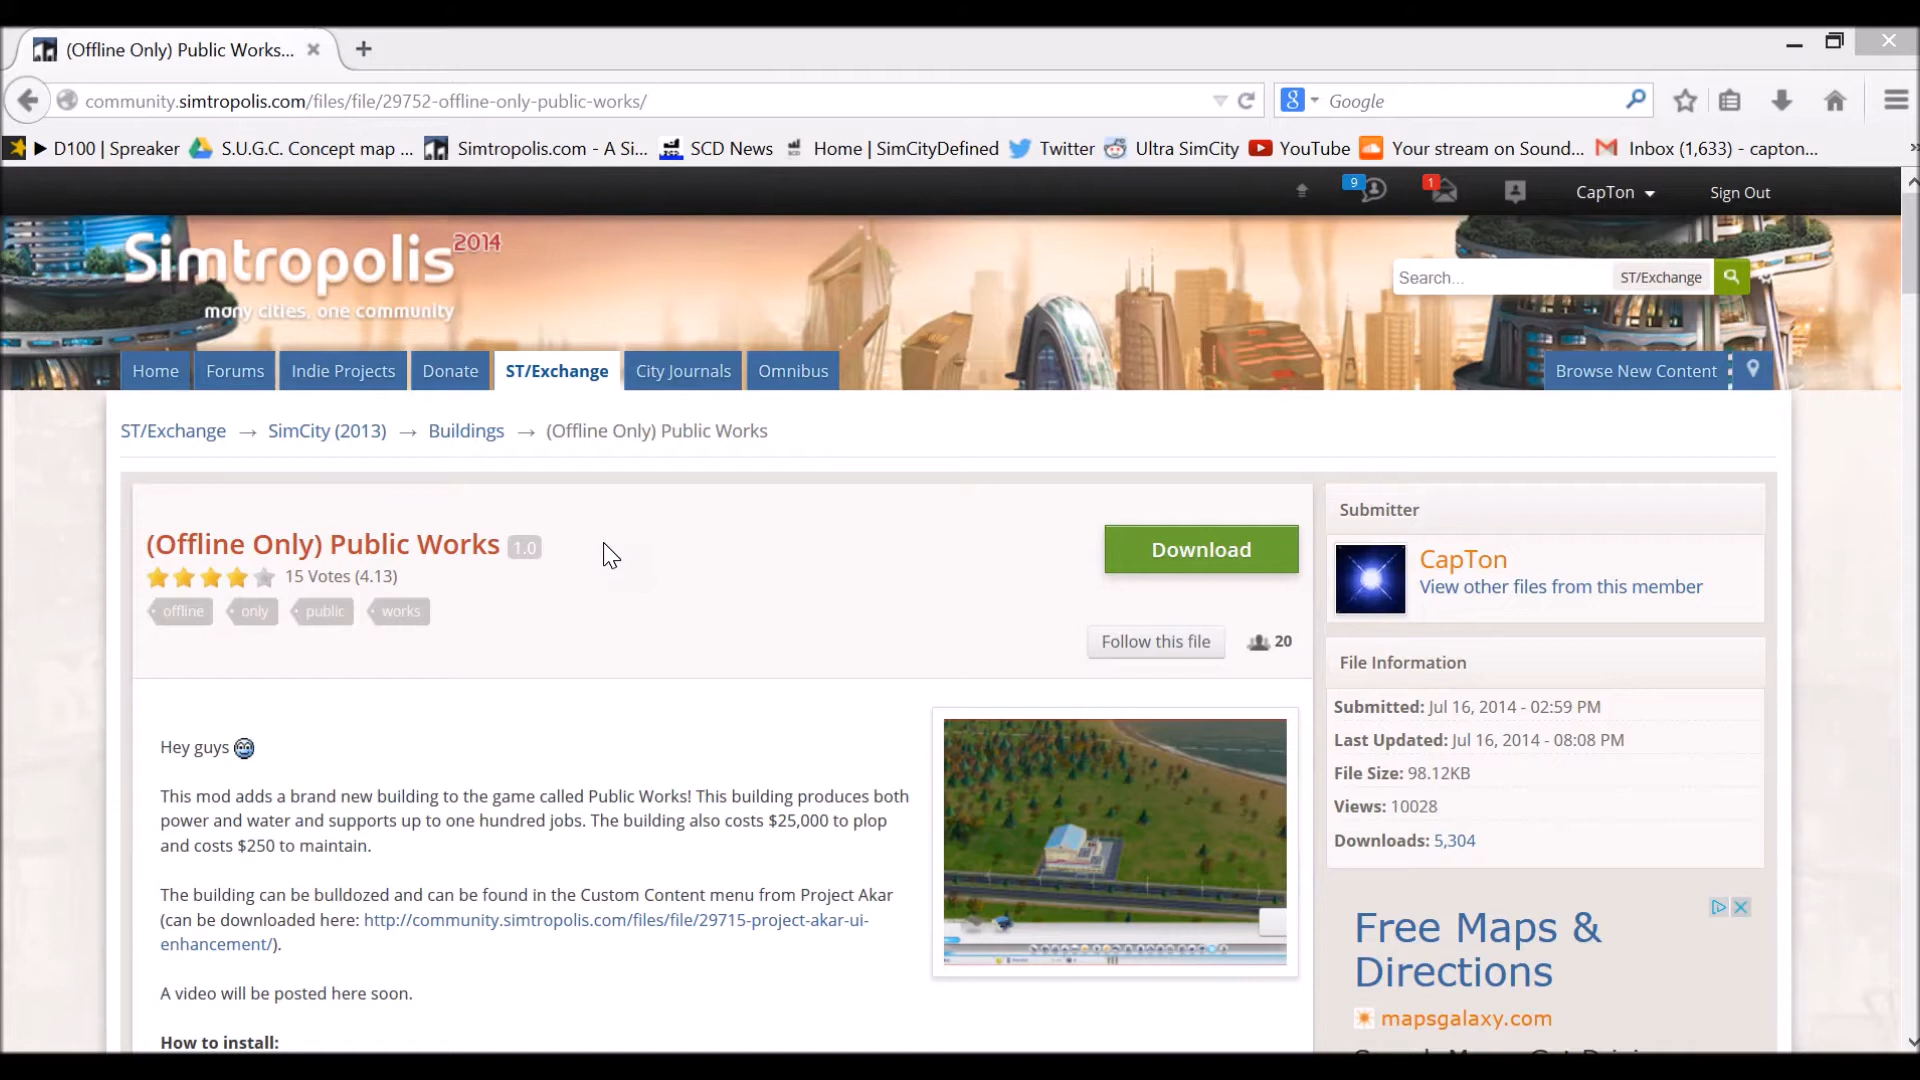 (Offline Only) Public Works...
community.simtropolis.com/files/file/29752-offline-only-public-works/
Google
D100 | Spreaker
S.U.G.C. Concept map ...
Simtropolis.com - A Si...
SCD News
Home | SimCityDefined
Twitter
Ultra SimCity
YouTube
Your stream on Sound...
Inbox (1,633) - capton...
9
1
CapTon
Sign Out
Simtropolis 2014
many cities, one community
Search...
ST/Exchange
Home
Forums
Indie Projects
Donate
ST/Exchange
City Journals
Omnibus
Browse New Content
ST/Exchange → SimCity (2013) → Buildings → (Offline Only) Public Works
(Offline Only) Public Works 1.0
15 Votes (4.13)
offline
only
public
works
Download
Follow this file
20
Hey guys
This mod adds a brand new building to the game called Public Works! This building produces both
power and water and supports up to one hundred jobs. The building also costs $25,000 to plop
and costs $250 to maintain.
The building can be bulldozed and can be found in the Custom Content menu from Project Akar
(can be downloaded here: http://community.simtropolis.com/files/file/29715-project-akar-ui-
enhancement/).
A video will be posted here soon.
How to install:
Submitter
CapTon
View other files from this member
File Information
Submitted: Jul 16, 2014 - 02:59 PM
Last Updated: Jul 16, 2014 - 08:08 PM
File Size: 98.12KB
Views: 10028
Downloads: 5,304
Free Maps &
Directions
mapsgalaxy.com